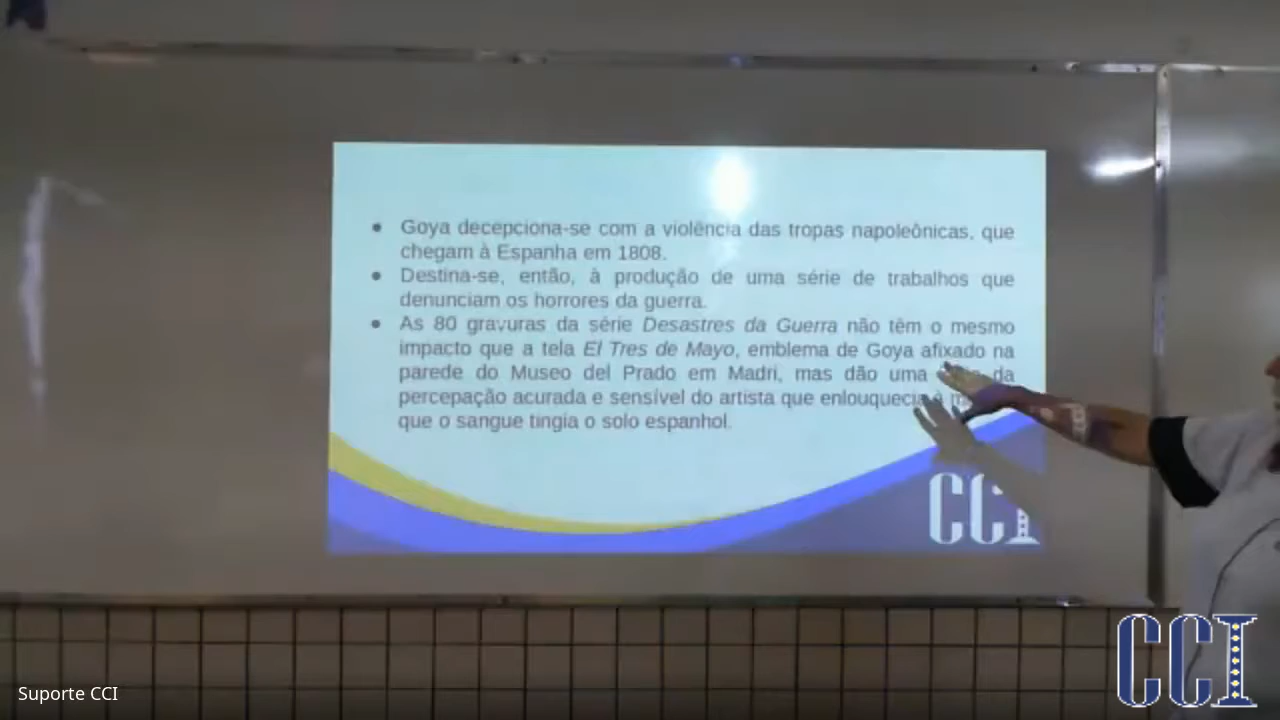 ● Goya decepciona-se com a violência das tropas napoleônicas, que
chegam à Espanha em 1808.
● Destina-se, então, à produção de uma série de trabalhos que
denunciam os horrores da guerra.
● As 80 gravuras da série Desastres da Guerra não têm o mesmo
impacto que a tela El Tres de Mayo, emblema de Goya afixado na
parede do Museo del Prado em Madri, mas dão uma da
percepação acurada e sensível do artista que enlouquecia
que o sangue tingia o solo espanhol.
CCI
CCI
Suporte CCI